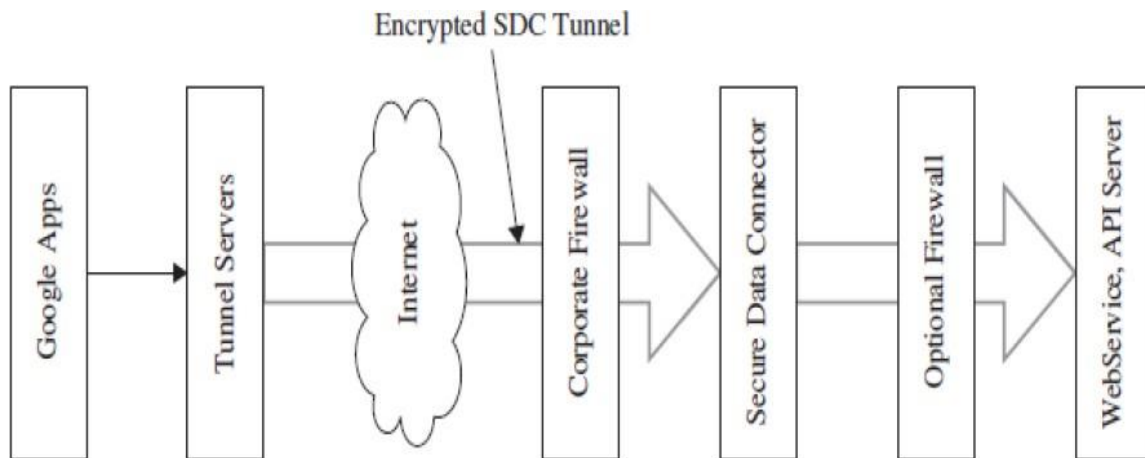 Encrypted SDC Tunnel
Google Apps
Tunnel Servers
Internet
Corporate Firewall
Secure Data Connector
Optional Firewall
WebService, API Server